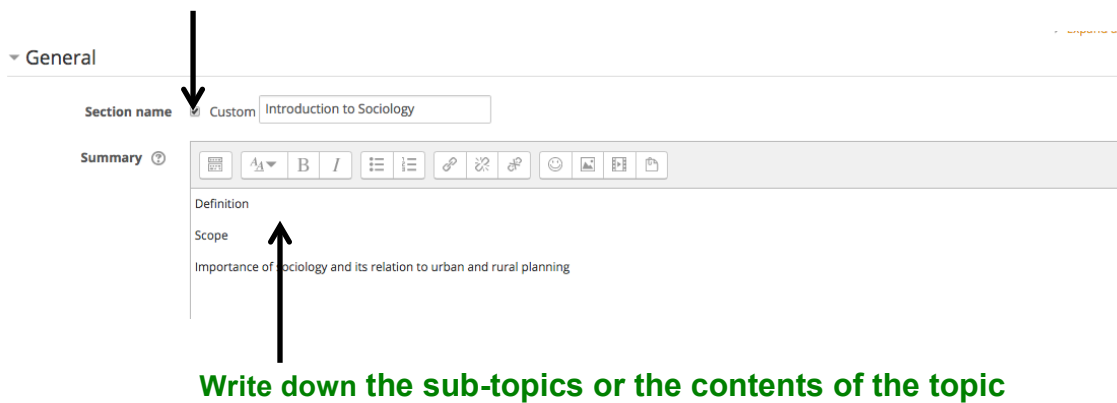 General
Section name Custom Introduction to Sociology
Summary
B I
Definition
Scope
Importance of sociology and its relation to urban and rural planning
Write down the sub-topics or the contents of the topic